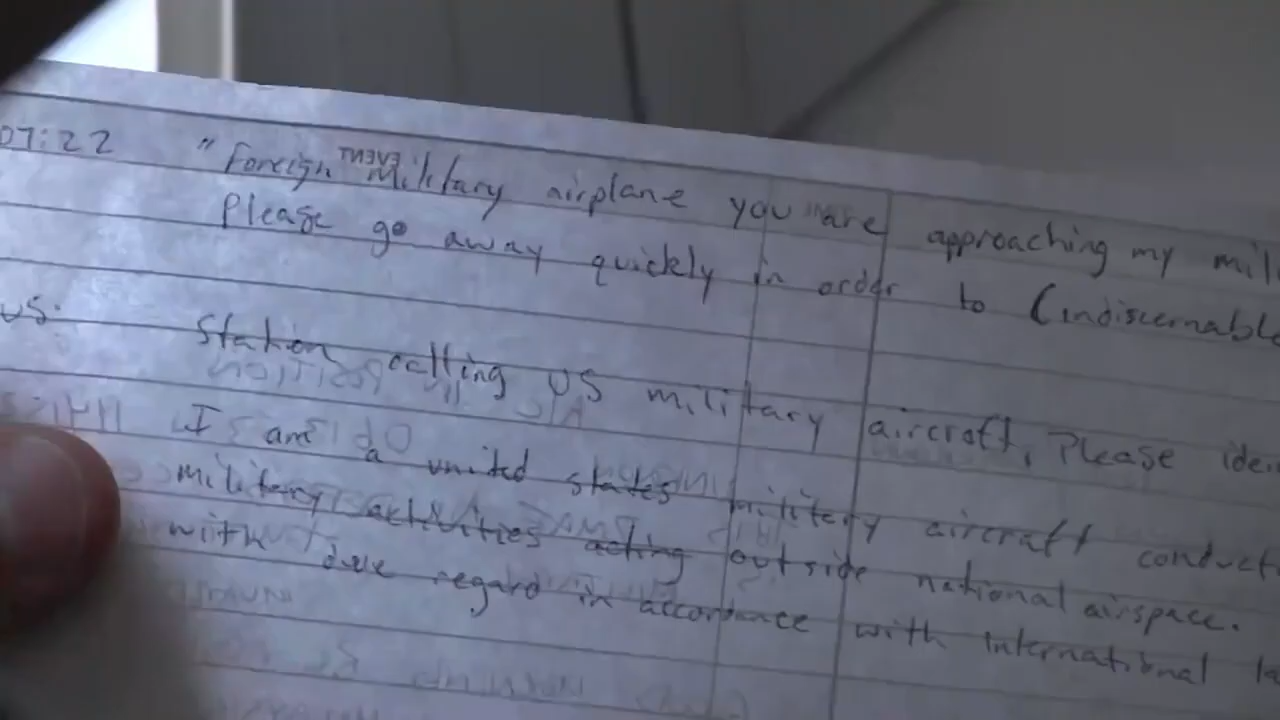 07:22 "Foreign Military airplane you are approaching my mil
Please go away quickly in order to (indiscernable
US: Station calling US military aircraft, Please iden
I am a united states military aircraft conduct
military activities acting outside national airspace.
with due regard in accordance with International la